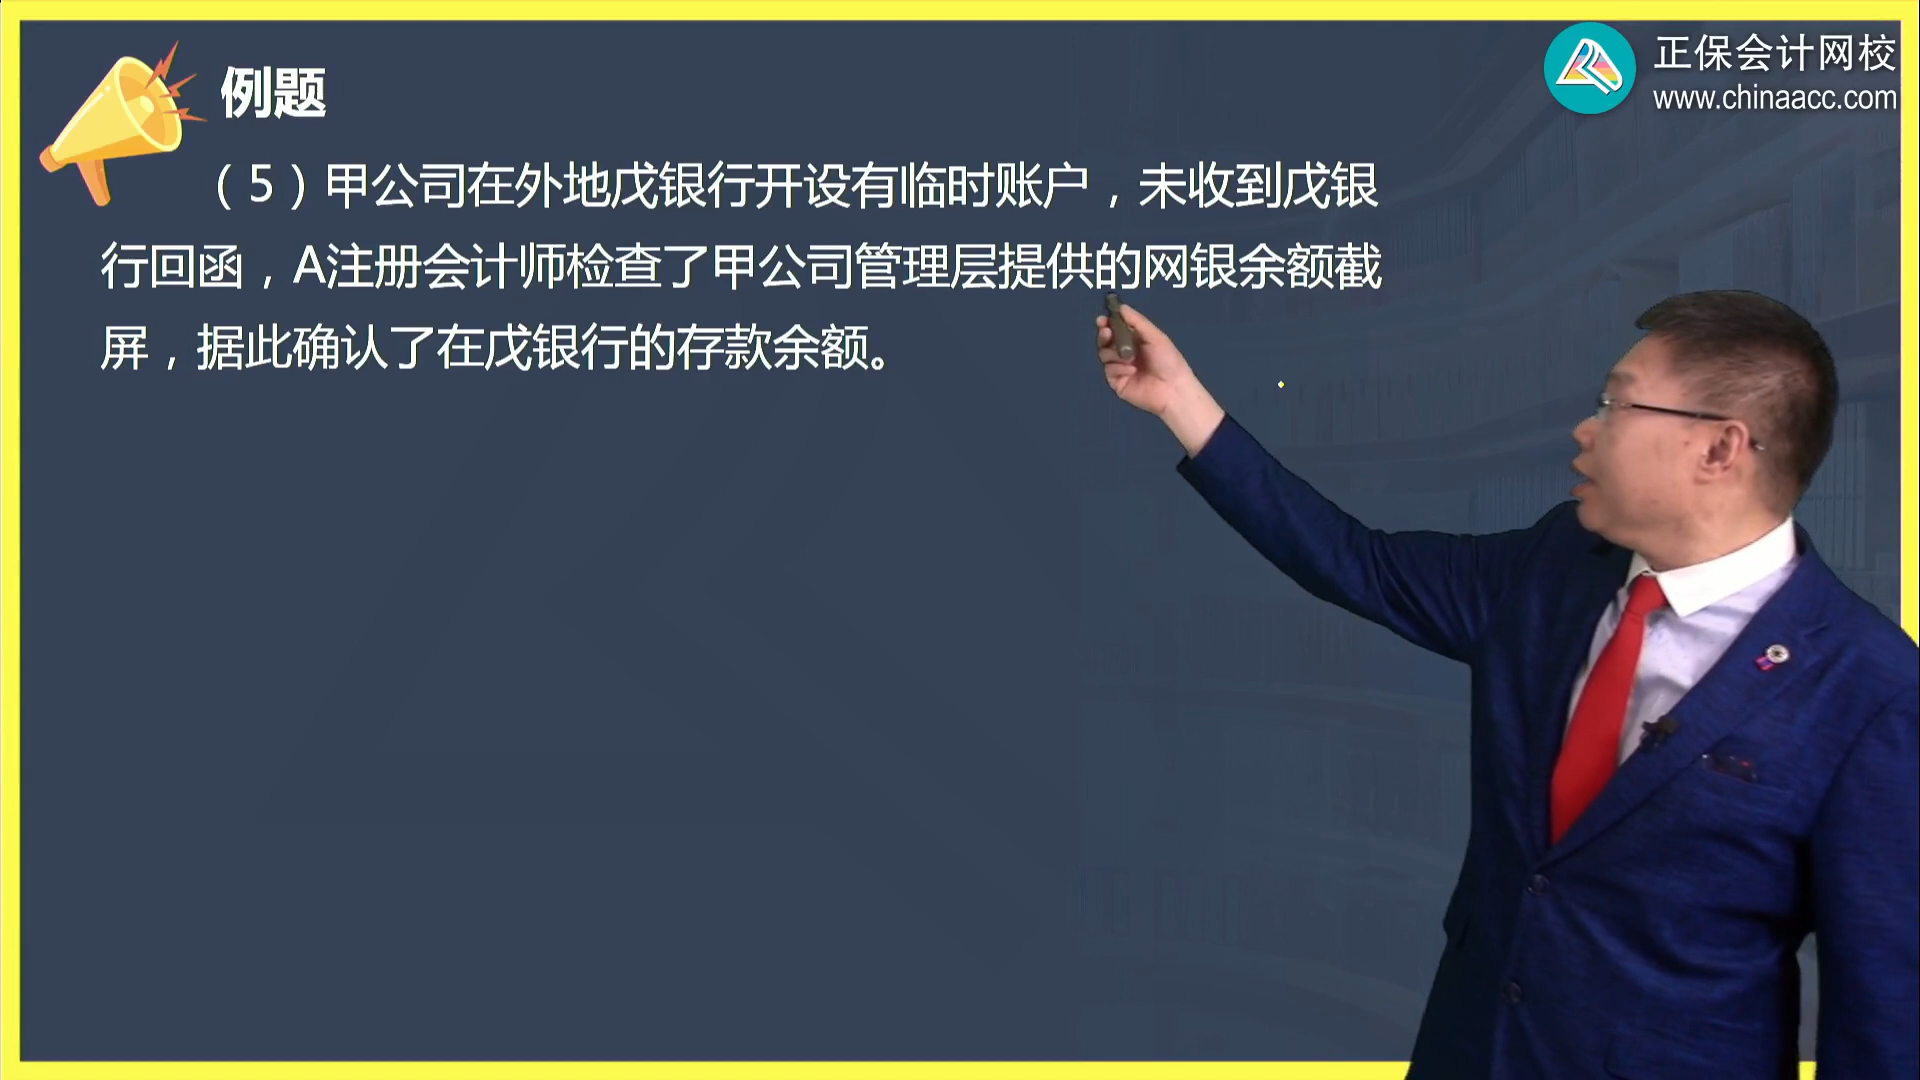 正保会计网校
www.chinaacc.com
例题
（5）甲公司在外地戊银行开设有临时账户，未收到戊银
行回函，A注册会计师检查了甲公司管理层提供的网银余额截
屏，据此确认了在戊银行的存款余额。